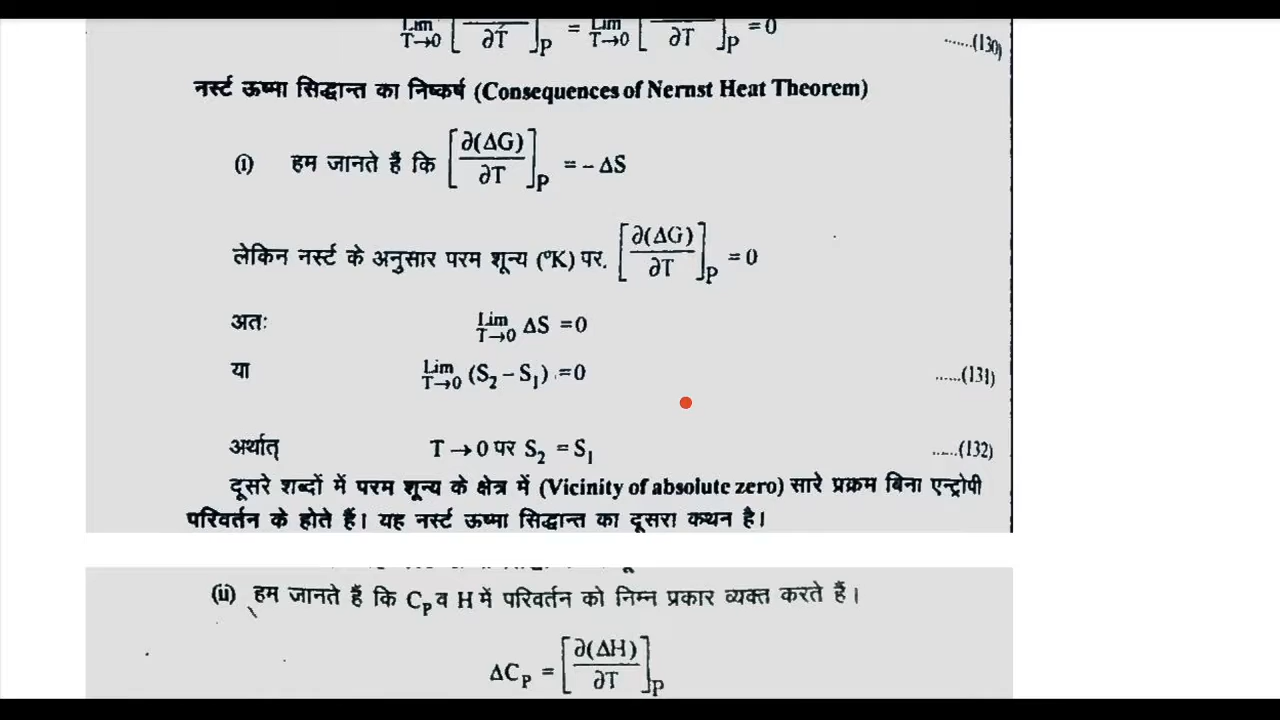 Lim T→0 [ / ∂T ]P = Lim T→0 [ / ∂T ]P = 0 ......(130)
नर्स्ट ऊष्मा सिद्धान्त का निष्कर्ष (Consequences of Nernst Heat Theorem)
(i) हम जानते हैं कि [∂(ΔG)/∂T]P = – ΔS
लेकिन नर्स्ट के अनुसार परम शून्य (°K) पर. [∂(ΔG)/∂T]P = 0
अतः Lim T→0 ΔS = 0
या Lim T→0 (S2 – S1) = 0 ......(131)
अर्थात् T → 0 पर S2 = S1 ......(132)
दूसरे शब्दों में परम शून्य के क्षेत्र में (Vicinity of absolute zero) सारे प्रक्रम बिना एन्ट्रोपी
परिवर्तन के होते हैं। यह नर्स्ट ऊष्मा सिद्धान्त का दूसरा कथन है।
(ii) हम जानते हैं कि CP व H में परिवर्तन को निम्न प्रकार व्यक्त करते हैं।
ΔCP = [∂(ΔH)/∂T]P